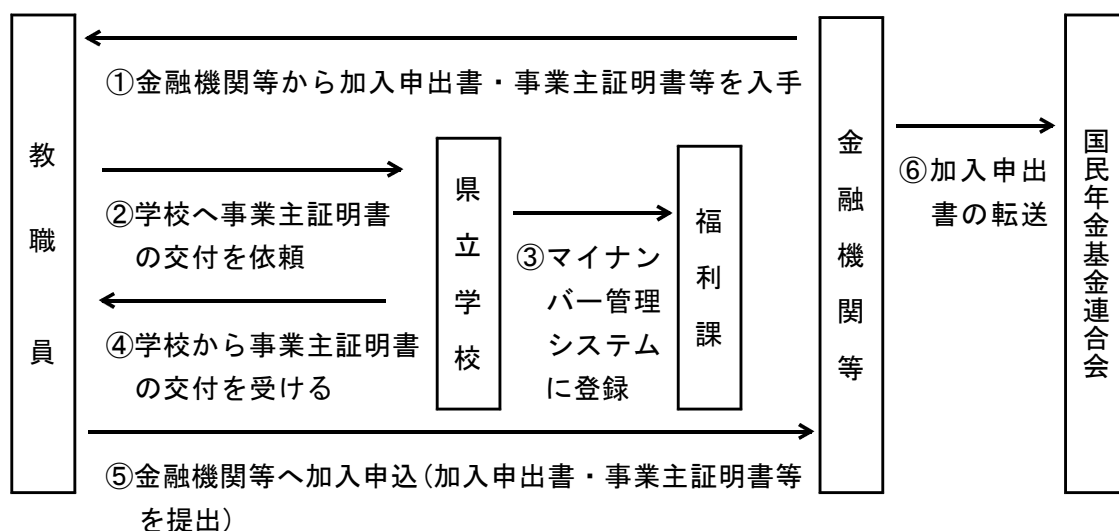 ①金融機関等から加入申出書・事業主証明書等を入手
教職員
②学校へ事業主証明書
の交付を依頼
県立学校
③マイナン
バー管理
システム
に登録
福利課
④学校から事業主証明書
の交付を受ける
⑤金融機関等へ加入申込(加入申出書・事業主証明書等
を提出)
金融機関等
⑥加入申出
書の転送
国民年金基金連合会